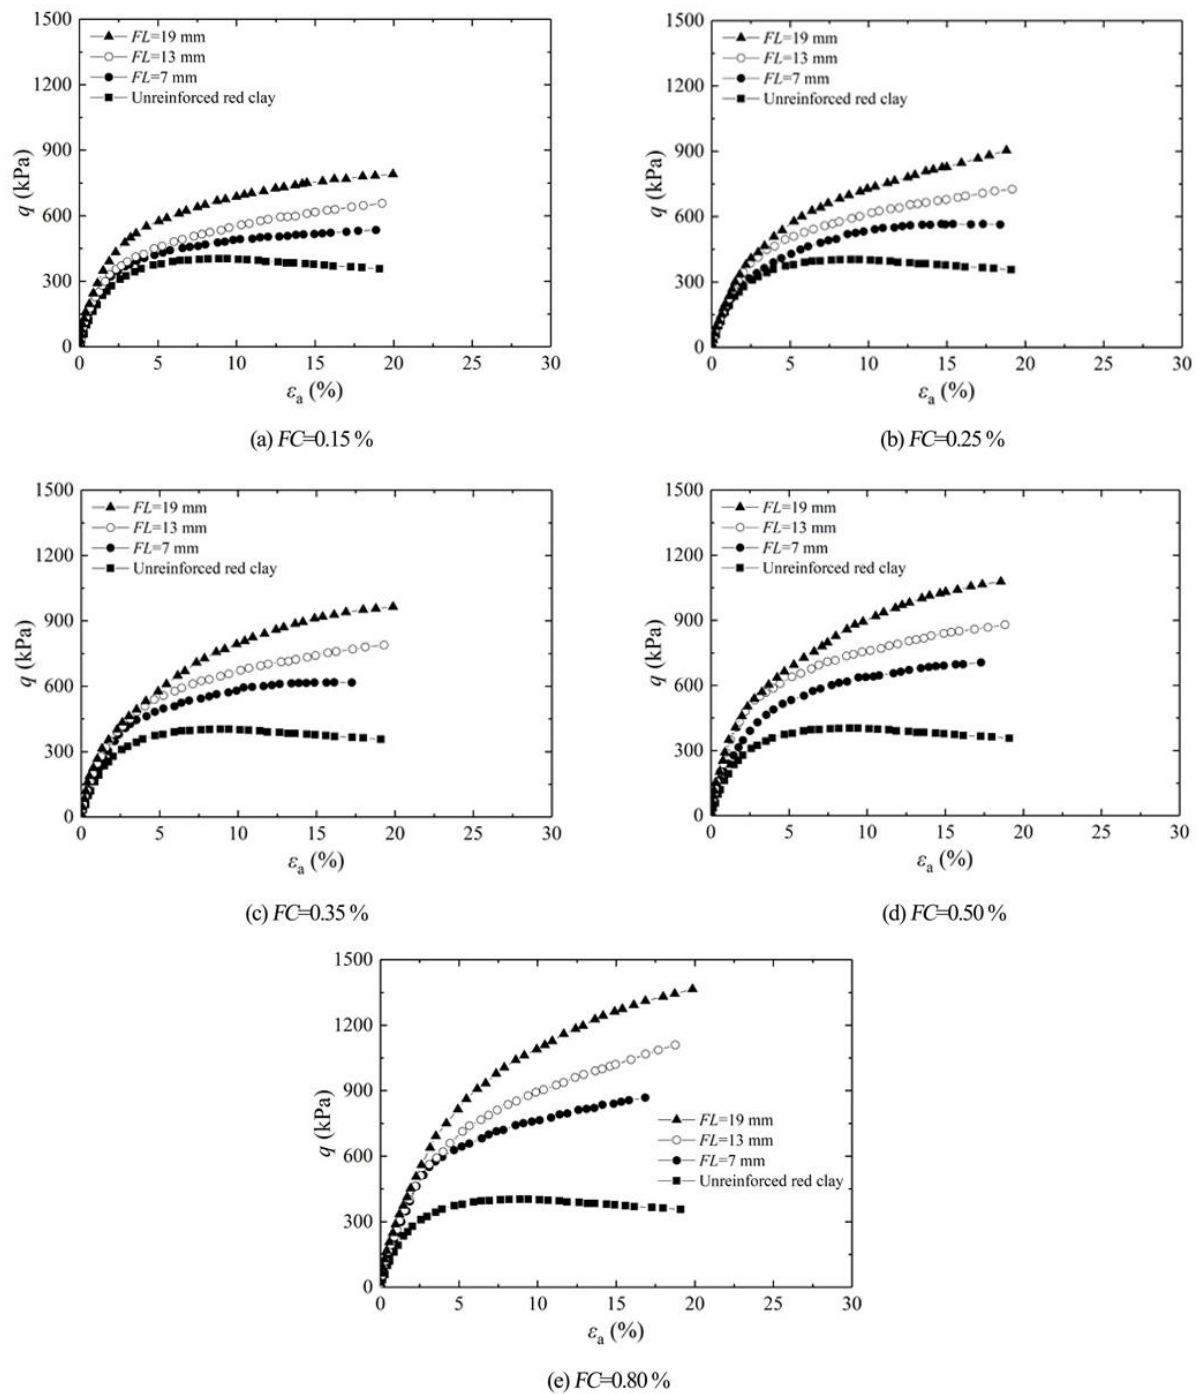 1500
1200
900
600
300
0
q (kPa)
FL=19 mm
FL=13 mm
FL=7 mm
Unreinforced red clay
0 5 10 15 20 25 30
εa (%)
(a) FC=0.15 %
1500
1200
900
600
300
0
q (kPa)
FL=19 mm
FL=13 mm
FL=7 mm
Unreinforced red clay
0 5 10 15 20 25 30
εa (%)
(b) FC=0.25 %
1500
1200
900
600
300
0
q (kPa)
FL=19 mm
FL=13 mm
FL=7 mm
Unreinforced red clay
0 5 10 15 20 25 30
εa (%)
(c) FC=0.35 %
1500
1200
900
600
300
0
q (kPa)
FL=19 mm
FL=13 mm
FL=7 mm
Unreinforced red clay
0 5 10 15 20 25 30
εa (%)
(d) FC=0.50 %
1500
1200
900
600
300
0
q (kPa)
FL=19 mm
FL=13 mm
FL=7 mm
Unreinforced red clay
0 5 10 15 20 25 30
εa (%)
(e) FC=0.80 %